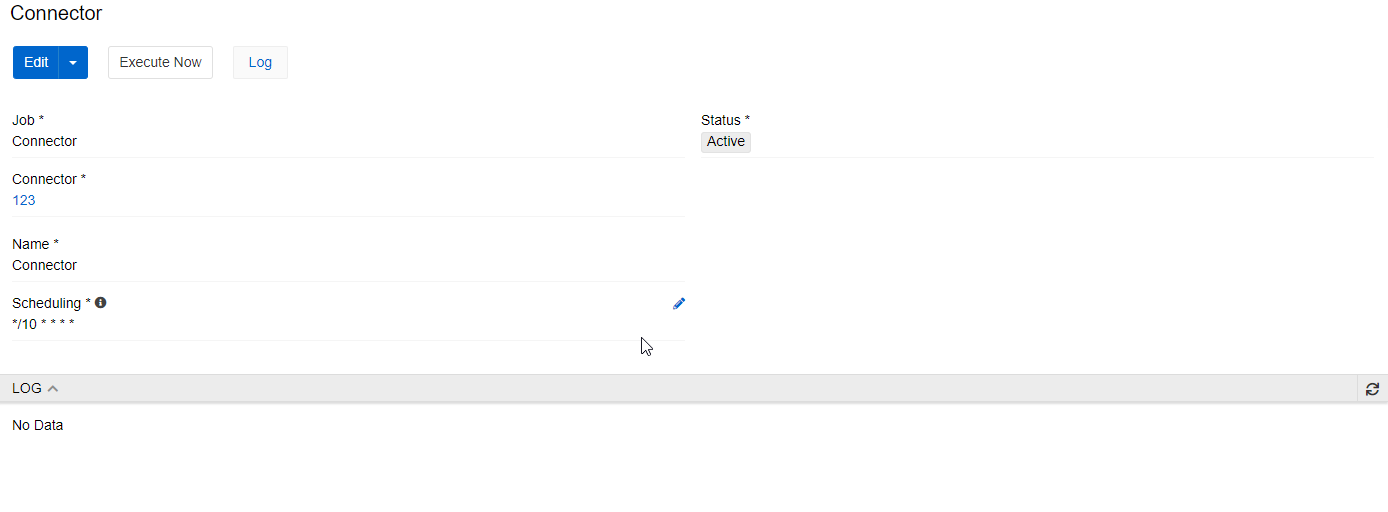 Connector
Edit
Execute Now
Log
Job *
Connector
Status *
Active
Connector *
123
Name *
Connector
Scheduling *
*/10 * * * *
LOG
No Data